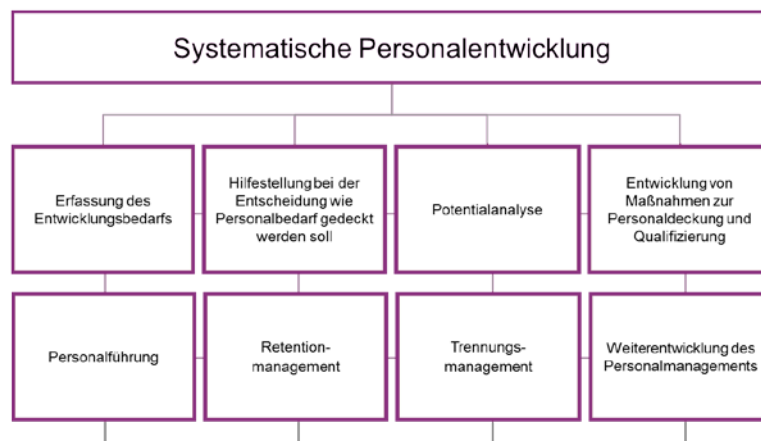 Systematische Personalentwicklung
Erfassung des
Entwicklungsbedarfs
Hilfestellung bei der
Entscheidung wie
Personalbedarf gedeckt
werden soll
Potentialanalyse
Entwicklung von
Maßnahmen zur
Personaldeckung und
Qualifizierung
Personalführung
Retention-
management
Trennungs-
management
Weiterentwicklung des
Personalmanagements